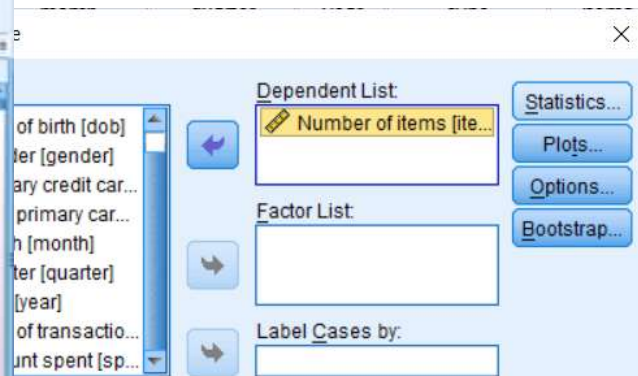 e
Dependent List:
Number of items [ite...
Statistics...
Plots...
Options...
Bootstrap...
of birth [dob]
der [gender]
ary credit car...
primary car...
h [month]
ter [quarter]
[year]
of transactio...
unt spent [sp...
Factor List:
Label Cases by: